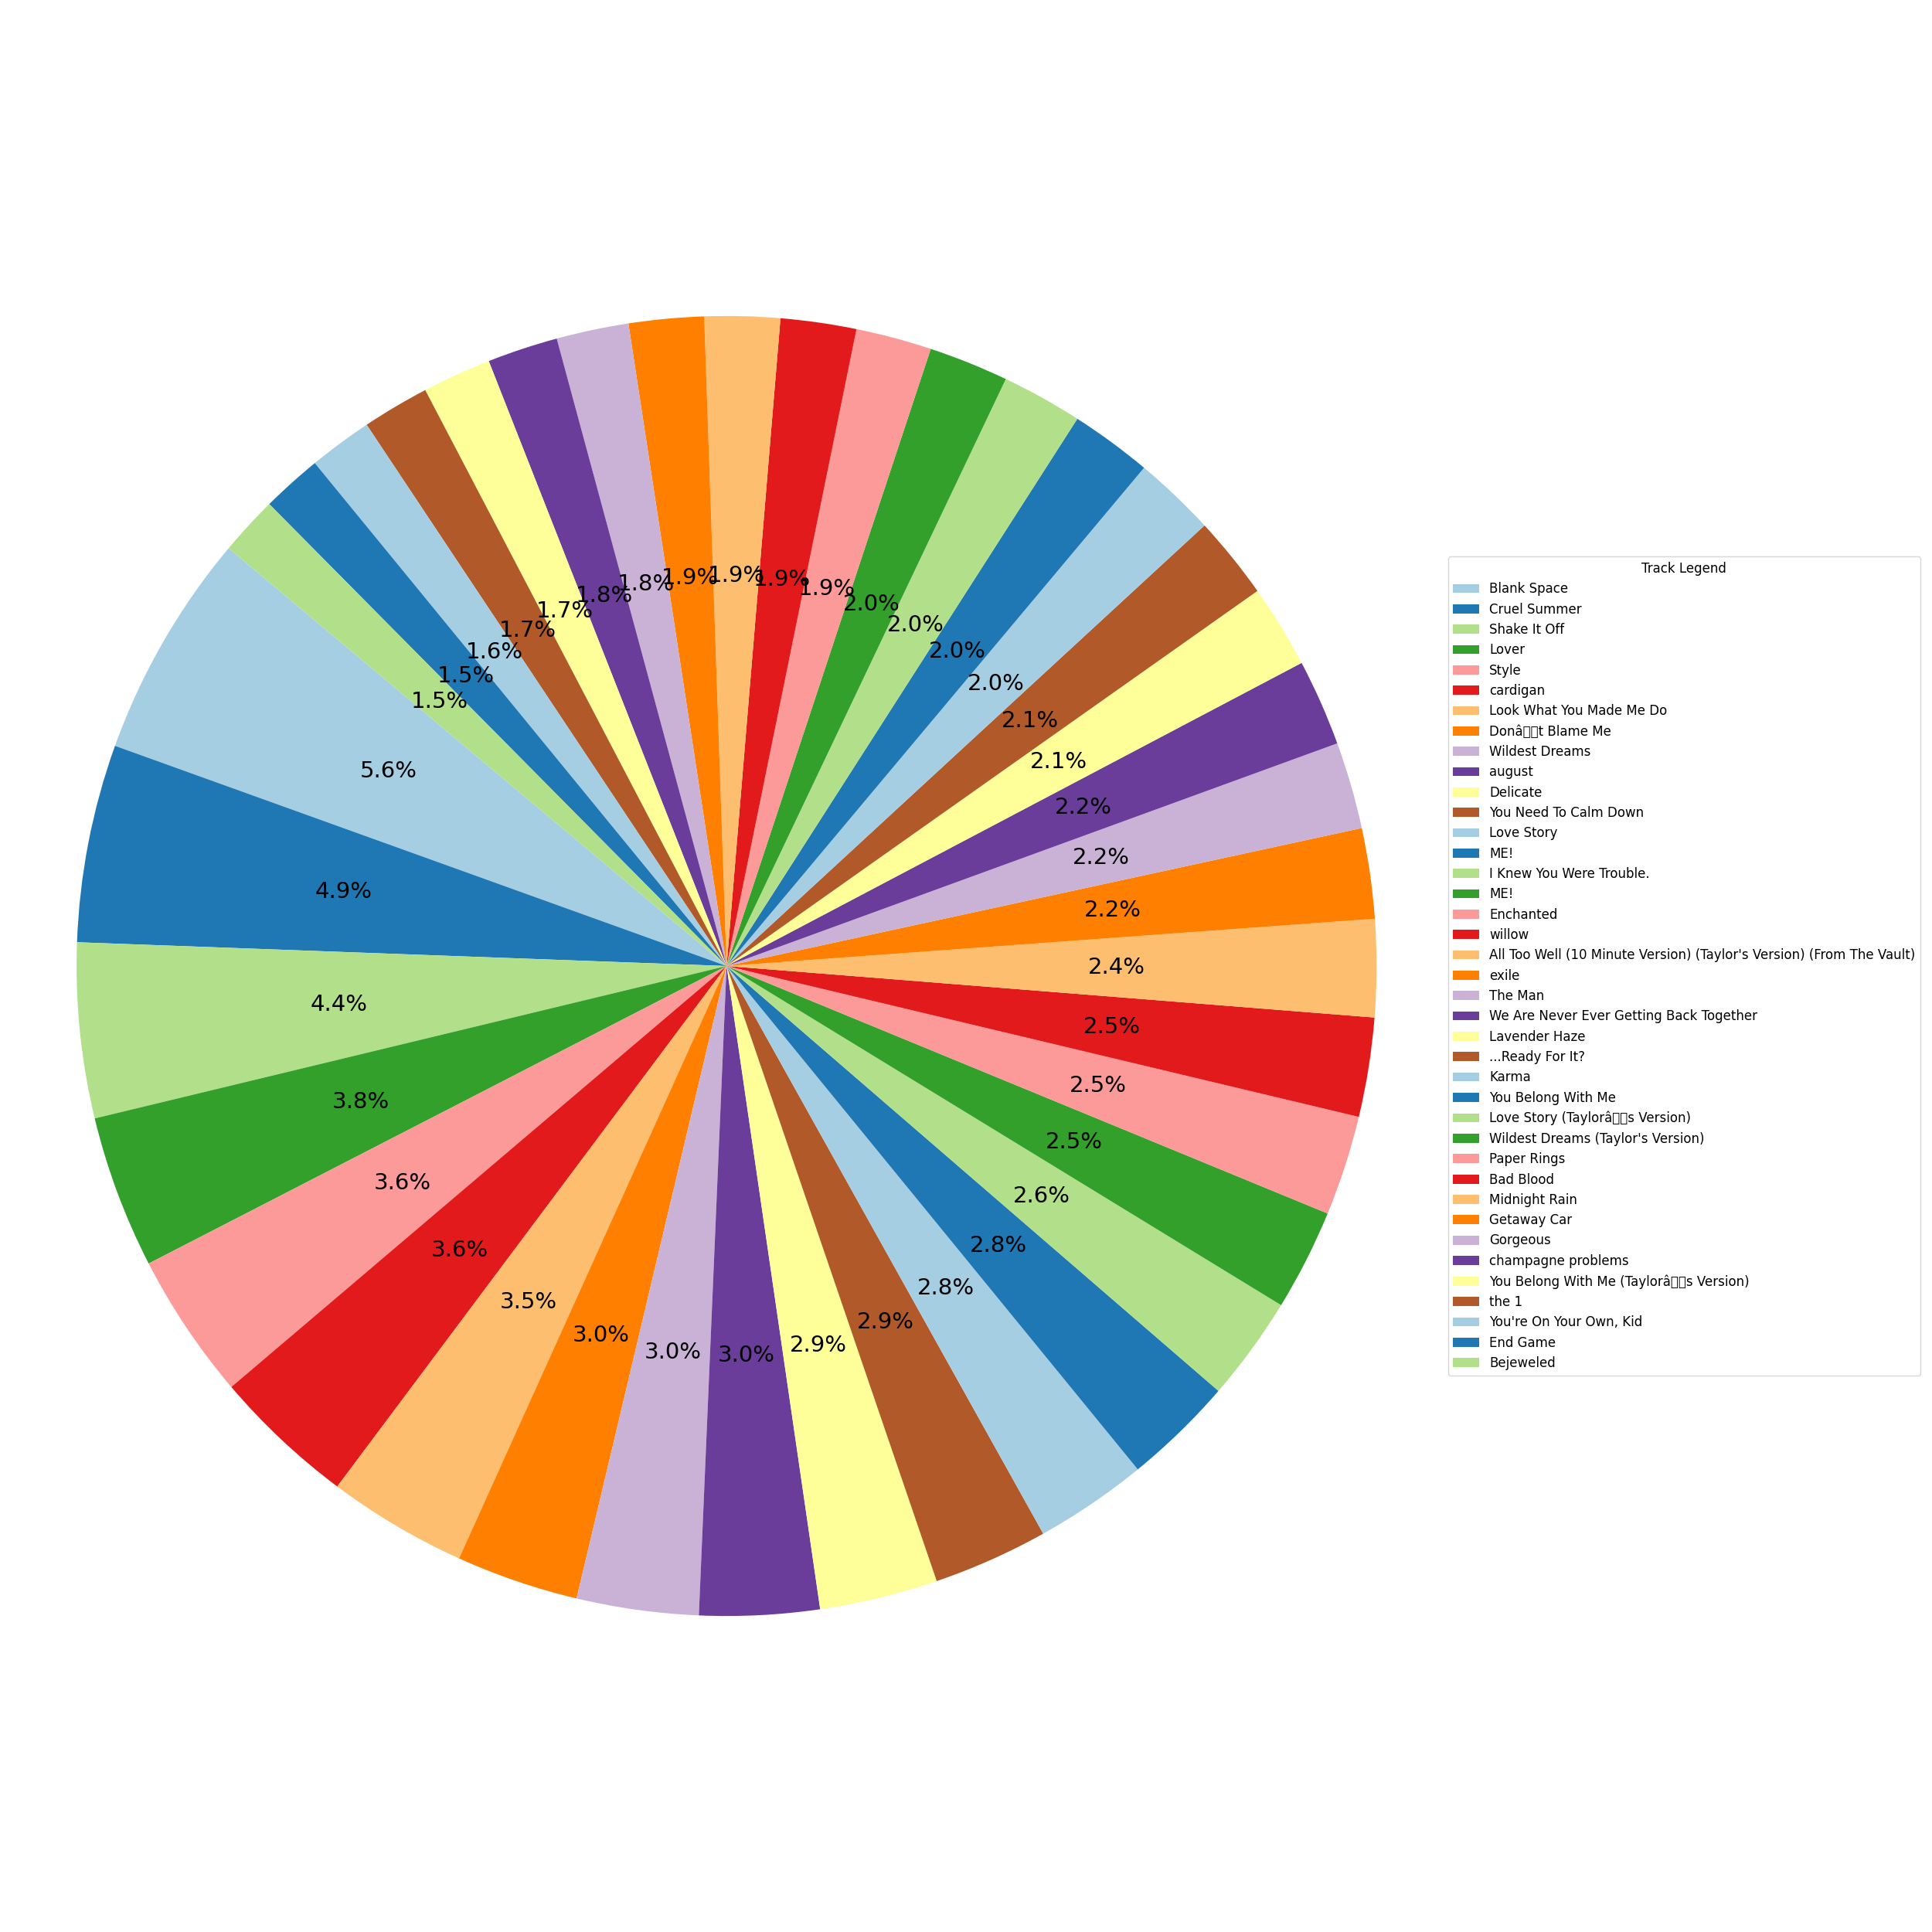 1.9%
1.9%
1.9%
1.8%
1.9%
1.8%
2.0%
1.7%
2.0%
1.7%
2.0%
1.6%
1.5%
2.0%
1.5%
2.1%
2.1%
5.6%
2.2%
2.2%
4.9%
2.2%
2.4%
4.4%
2.5%
2.5%
3.8%
2.5%
3.6%
2.6%
2.8%
3.6%
2.8%
3.5%
2.9%
3.0%
2.9%
3.0%
3.0%
Track Legend
Blank Space
Cruel Summer
Shake It Off
Lover
Style
cardigan
Look What You Made Me Do
Donâ▯▯t Blame Me
Wildest Dreams
august
Delicate
You Need To Calm Down
Love Story
ME!
I Knew You Were Trouble.
ME!
Enchanted
willow
All Too Well (10 Minute Version) (Taylor's Version) (From The Vault)
exile
The Man
We Are Never Ever Getting Back Together
Lavender Haze
...Ready For It?
Karma
You Belong With Me
Love Story (Taylorâ▯▯s Version)
Wildest Dreams (Taylor's Version)
Paper Rings
Bad Blood
Midnight Rain
Getaway Car
Gorgeous
champagne problems
You Belong With Me (Taylorâ▯▯s Version)
the 1
You're On Your Own, Kid
End Game
Bejeweled